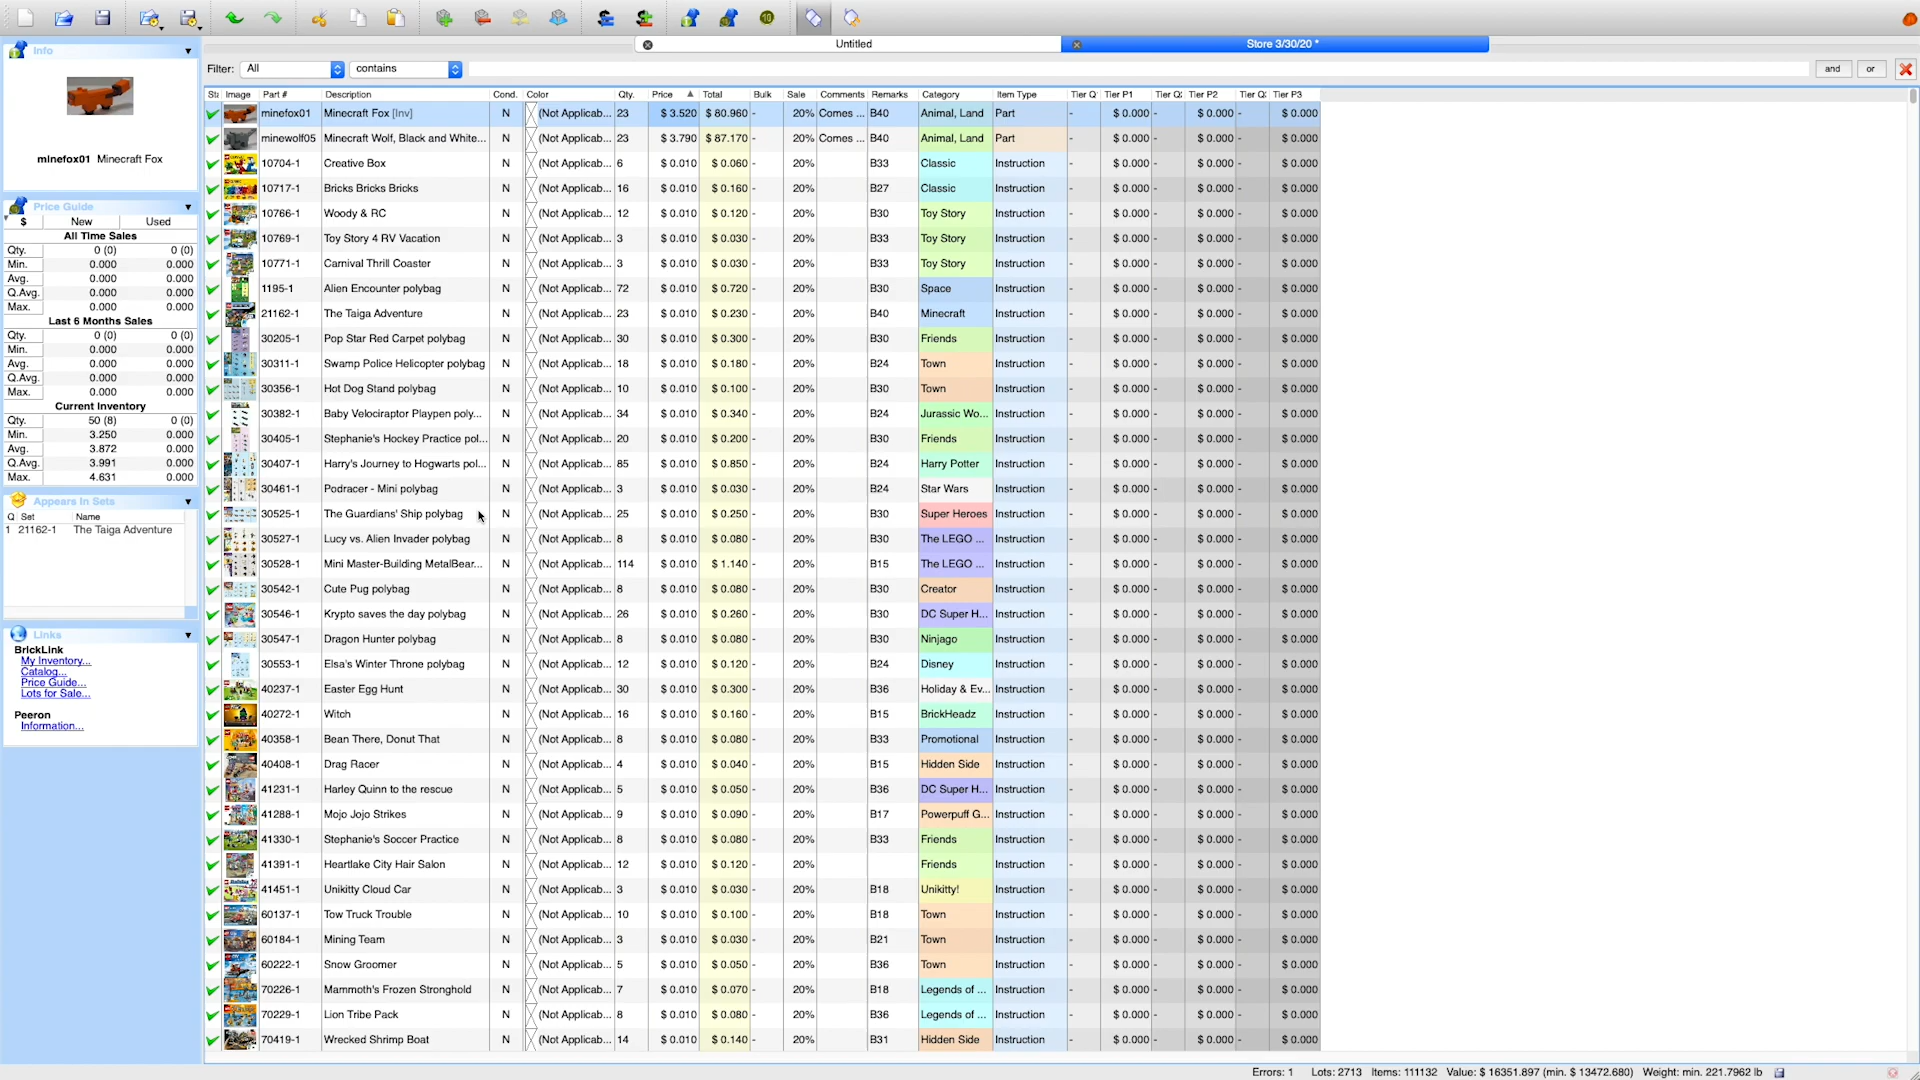 Untitled
Store 3/30/20 *
Info
Filter: All contains and or
minefox01 Minecraft Fox
Price Guide
$ New Used
All Time Sales
Qty. 0 (0) 0 (0)
Min. 0.000 0.000
Avg. 0.000 0.000
Q.Avg. 0.000 0.000
Max. 0.000 0.000
Last 6 Months Sales
Qty. 0 (0) 0 (0)
Min. 0.000 0.000
Avg. 0.000 0.000
Q.Avg. 0.000 0.000
Max. 0.000 0.000
Current Inventory
Qty. 50 (8) 0 (0)
Min. 3.250 0.000
Avg. 3.872 0.000
Q.Avg. 3.991 0.000
Max. 4.631 0.000
Appears In Sets
Q Set Name
1 21162-1 The Taiga Adventure
Links
BrickLink
My Inventory...
Catalog...
Price Guide...
Lots for Sale...
Peeron
Information...
Image Part # Description Cond. Color Qty. Price Total Bulk Sale Comments Remarks Category Item Type Tier Q Tier P1 Tier Q Tier P2 Tier Q Tier P3
minefox01 Minecraft Fox [Inv] N (Not Applicab... 23 $ 3.520 $ 80.960 - 20% Comes ... B40 Animal, Land Part - $ 0.000 - $ 0.000 - $ 0.000
minewolf05 Minecraft Wolf, Black and White... N (Not Applicab... 23 $ 3.790 $ 87.170 - 20% Comes ... B40 Animal, Land Part - $ 0.000 - $ 0.000 - $ 0.000
10704-1 Creative Box N (Not Applicab... 6 $ 0.010 $ 0.060 - 20% B33 Classic Instruction - $ 0.000 - $ 0.000 - $ 0.000
10717-1 Bricks Bricks Bricks N (Not Applicab... 16 $ 0.010 $ 0.160 - 20% B27 Classic Instruction - $ 0.000 - $ 0.000 - $ 0.000
10766-1 Woody & RC N (Not Applicab... 12 $ 0.010 $ 0.120 - 20% B30 Toy Story Instruction - $ 0.000 - $ 0.000 - $ 0.000
10769-1 Toy Story 4 RV Vacation N (Not Applicab... 3 $ 0.010 $ 0.030 - 20% B33 Toy Story Instruction - $ 0.000 - $ 0.000 - $ 0.000
10771-1 Carnival Thrill Coaster N (Not Applicab... 3 $ 0.010 $ 0.030 - 20% B33 Toy Story Instruction - $ 0.000 - $ 0.000 - $ 0.000
1195-1 Alien Encounter polybag N (Not Applicab... 72 $ 0.010 $ 0.720 - 20% B30 Space Instruction - $ 0.000 - $ 0.000 - $ 0.000
21162-1 The Taiga Adventure N (Not Applicab... 23 $ 0.010 $ 0.230 - 20% B40 Minecraft Instruction - $ 0.000 - $ 0.000 - $ 0.000
30205-1 Pop Star Red Carpet polybag N (Not Applicab... 30 $ 0.010 $ 0.300 - 20% B30 Friends Instruction - $ 0.000 - $ 0.000 - $ 0.000
30311-1 Swamp Police Helicopter polybag N (Not Applicab... 18 $ 0.010 $ 0.180 - 20% B24 Town Instruction - $ 0.000 - $ 0.000 - $ 0.000
30356-1 Hot Dog Stand polybag N (Not Applicab... 10 $ 0.010 $ 0.100 - 20% B30 Town Instruction - $ 0.000 - $ 0.000 - $ 0.000
30382-1 Baby Velociraptor Playpen poly... N (Not Applicab... 34 $ 0.010 $ 0.340 - 20% B24 Jurassic Wo... Instruction - $ 0.000 - $ 0.000 - $ 0.000
30405-1 Stephanie's Hockey Practice pol... N (Not Applicab... 20 $ 0.010 $ 0.200 - 20% B30 Friends Instruction - $ 0.000 - $ 0.000 - $ 0.000
30407-1 Harry's Journey to Hogwarts pol... N (Not Applicab... 85 $ 0.010 $ 0.850 - 20% B24 Harry Potter Instruction - $ 0.000 - $ 0.000 - $ 0.000
30461-1 Podracer - Mini polybag N (Not Applicab... 3 $ 0.010 $ 0.030 - 20% B24 Star Wars Instruction - $ 0.000 - $ 0.000 - $ 0.000
30525-1 The Guardians' Ship polybag N (Not Applicab... 25 $ 0.010 $ 0.250 - 20% B30 Super Heroes Instruction - $ 0.000 - $ 0.000 - $ 0.000
30527-1 Lucy vs. Alien Invader polybag N (Not Applicab... 8 $ 0.010 $ 0.080 - 20% B30 The LEGO ... Instruction - $ 0.000 - $ 0.000 - $ 0.000
30528-1 Mini Master-Building MetalBear... N (Not Applicab... 114 $ 0.010 $ 1.140 - 20% B15 The LEGO ... Instruction - $ 0.000 - $ 0.000 - $ 0.000
30542-1 Cute Pug polybag N (Not Applicab... 8 $ 0.010 $ 0.080 - 20% B30 Creator Instruction - $ 0.000 - $ 0.000 - $ 0.000
30546-1 Krypto saves the day polybag N (Not Applicab... 26 $ 0.010 $ 0.260 - 20% B30 DC Super H... Instruction - $ 0.000 - $ 0.000 - $ 0.000
30547-1 Dragon Hunter polybag N (Not Applicab... 8 $ 0.010 $ 0.080 - 20% B30 Ninjago Instruction - $ 0.000 - $ 0.000 - $ 0.000
30553-1 Elsa's Winter Throne polybag N (Not Applicab... 12 $ 0.010 $ 0.120 - 20% B24 Disney Instruction - $ 0.000 - $ 0.000 - $ 0.000
40237-1 Easter Egg Hunt N (Not Applicab... 30 $ 0.010 $ 0.300 - 20% B36 Holiday & Ev... Instruction - $ 0.000 - $ 0.000 - $ 0.000
40272-1 Witch N (Not Applicab... 16 $ 0.010 $ 0.160 - 20% B15 BrickHeadz Instruction - $ 0.000 - $ 0.000 - $ 0.000
40358-1 Bean There, Donut That N (Not Applicab... 8 $ 0.010 $ 0.080 - 20% B33 Promotional Instruction - $ 0.000 - $ 0.000 - $ 0.000
40408-1 Drag Racer N (Not Applicab... 4 $ 0.010 $ 0.040 - 20% B15 Hidden Side Instruction - $ 0.000 - $ 0.000 - $ 0.000
41231-1 Harley Quinn to the rescue N (Not Applicab... 5 $ 0.010 $ 0.050 - 20% B36 DC Super H... Instruction - $ 0.000 - $ 0.000 - $ 0.000
41288-1 Mojo Jojo Strikes N (Not Applicab... 9 $ 0.010 $ 0.090 - 20% B17 Powerpuff G... Instruction - $ 0.000 - $ 0.000 - $ 0.000
41330-1 Stephanie's Soccer Practice N (Not Applicab... 8 $ 0.010 $ 0.080 - 20% B33 Friends Instruction - $ 0.000 - $ 0.000 - $ 0.000
41391-1 Heartlake City Hair Salon N (Not Applicab... 12 $ 0.010 $ 0.120 - 20% Friends Instruction - $ 0.000 - $ 0.000 - $ 0.000
41451-1 Unikitty Cloud Car N (Not Applicab... 3 $ 0.010 $ 0.030 - 20% B18 Unikitty! Instruction - $ 0.000 - $ 0.000 - $ 0.000
60137-1 Tow Truck Trouble N (Not Applicab... 10 $ 0.010 $ 0.100 - 20% B18 Town Instruction - $ 0.000 - $ 0.000 - $ 0.000
60184-1 Mining Team N (Not Applicab... 3 $ 0.010 $ 0.030 - 20% B21 Town Instruction - $ 0.000 - $ 0.000 - $ 0.000
60222-1 Snow Groomer N (Not Applicab... 5 $ 0.010 $ 0.050 - 20% B36 Town Instruction - $ 0.000 - $ 0.000 - $ 0.000
70226-1 Mammoth's Frozen Stronghold N (Not Applicab... 7 $ 0.010 $ 0.070 - 20% B18 Legends of ... Instruction - $ 0.000 - $ 0.000 - $ 0.000
70229-1 Lion Tribe Pack N (Not Applicab... 8 $ 0.010 $ 0.080 - 20% B36 Legends of ... Instruction - $ 0.000 - $ 0.000 - $ 0.000
70419-1 Wrecked Shrimp Boat N (Not Applicab... 14 $ 0.010 $ 0.140 - 20% B31 Hidden Side Instruction - $ 0.000 - $ 0.000 - $ 0.000
Errors: 1 Lots: 2713 Items: 111132 Value: $ 16351.897 (min. $ 13472.680) Weight: min. 221.7962 lb